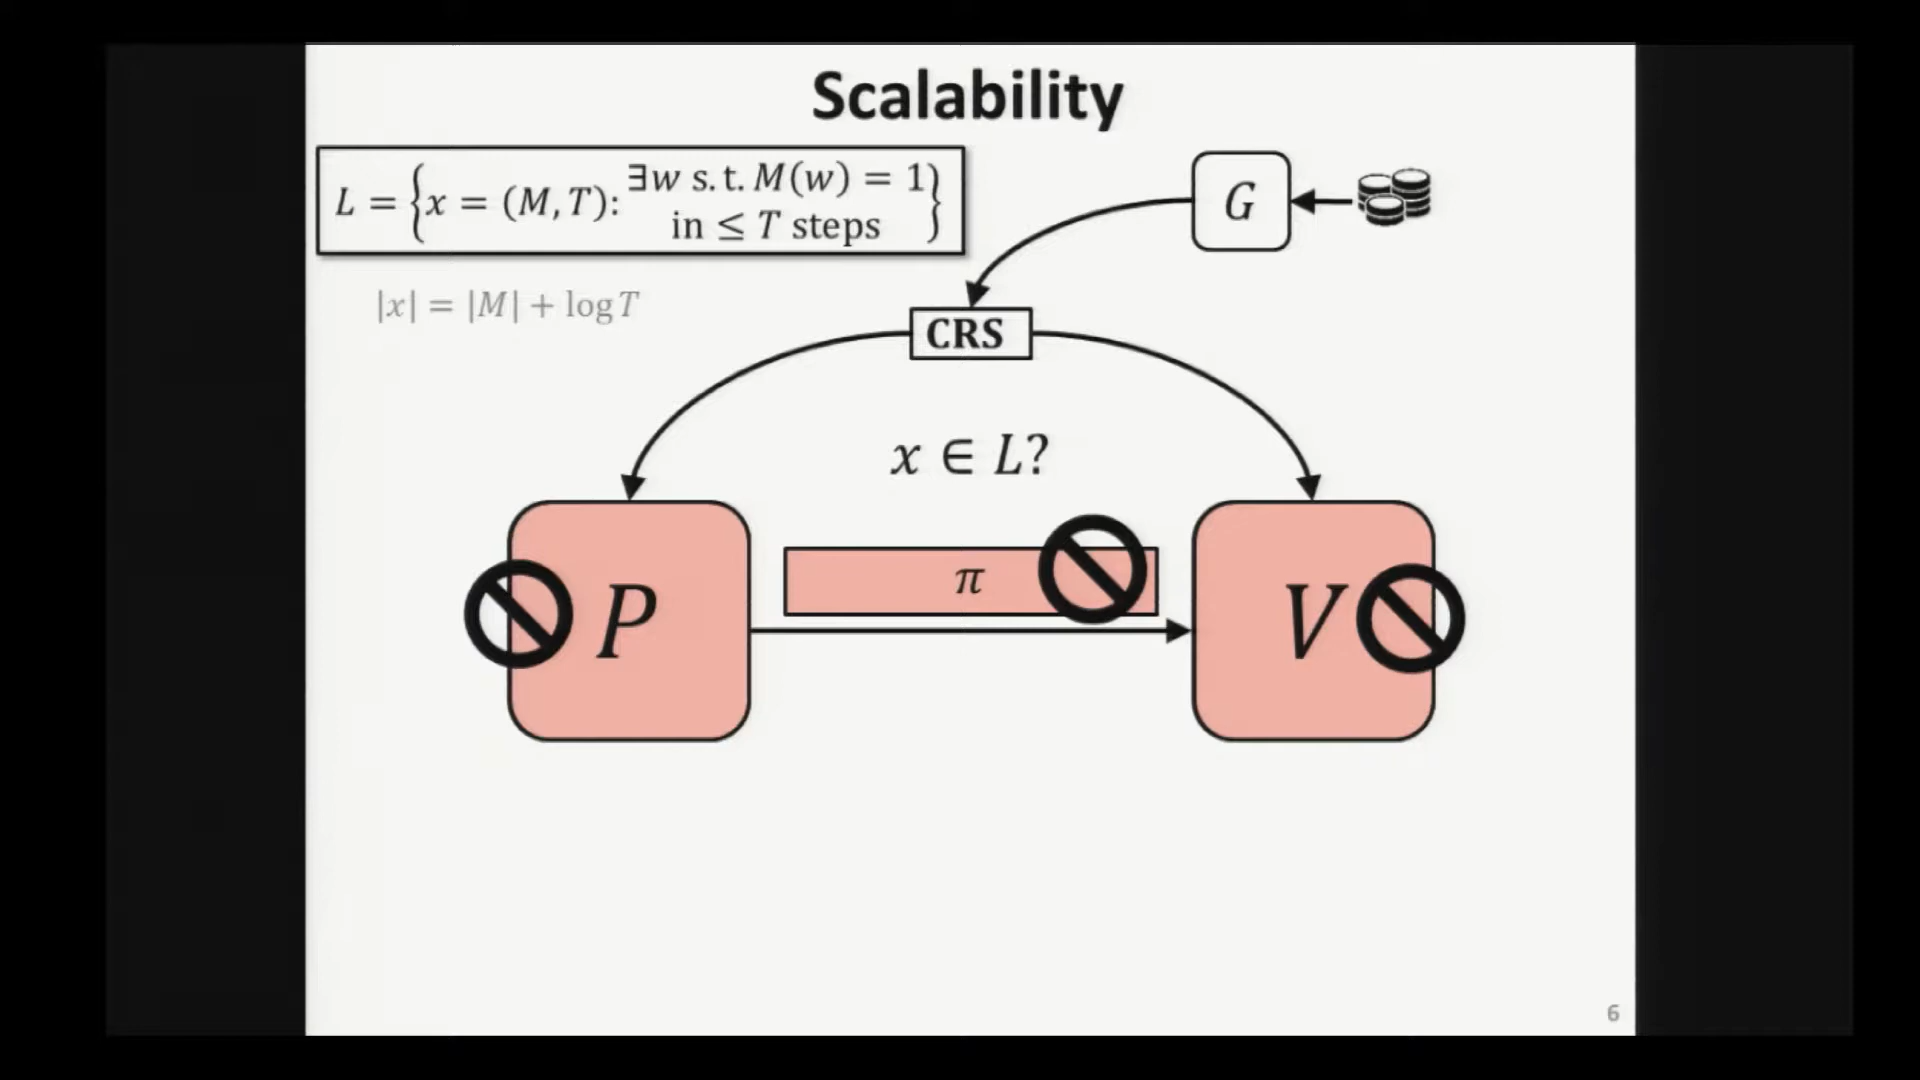 Scalability
L = {x = (M, T): ∃w s.t. M(w) = 1
in ≤ T steps}
G
|x| = |M| + log T
CRS
x ∈ L?
P
π
V
6